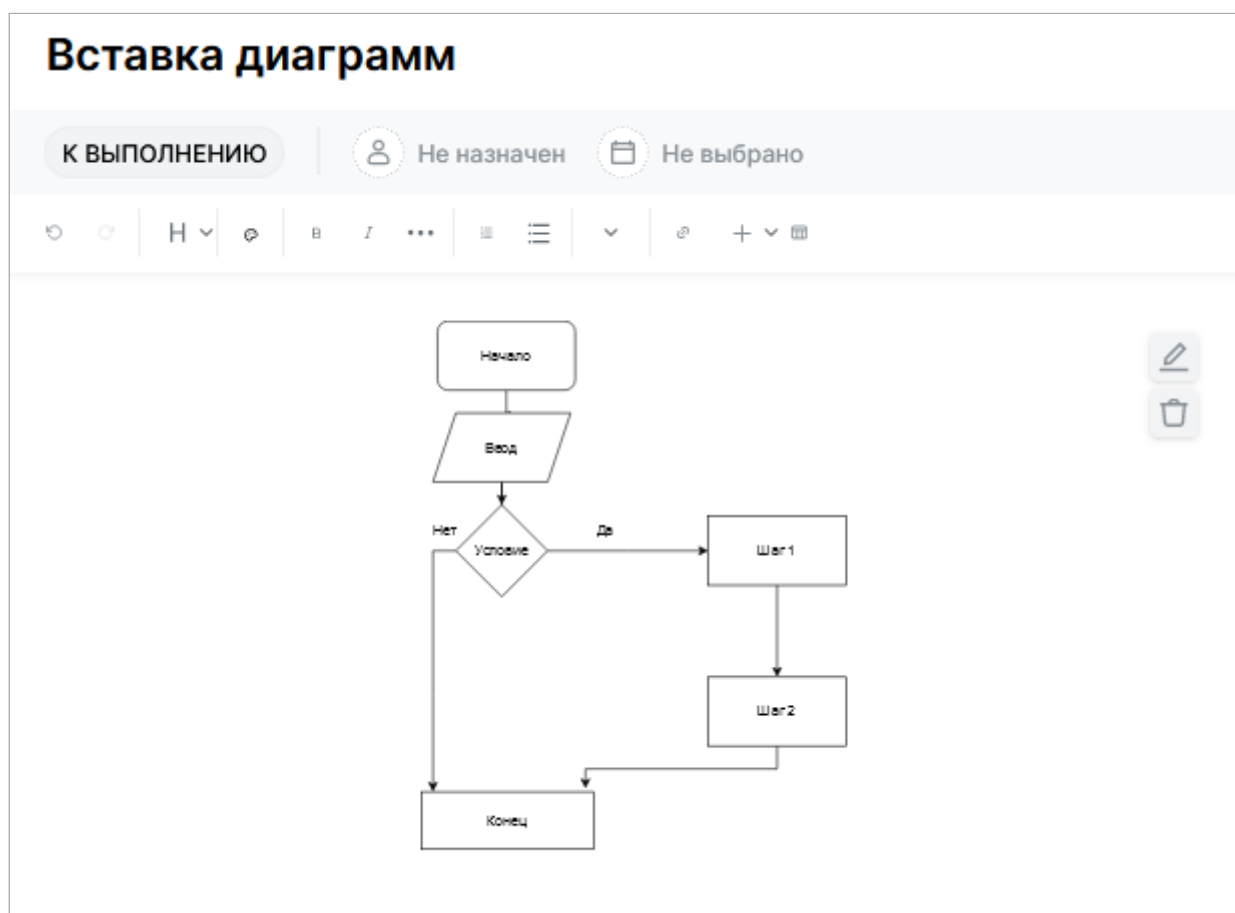 Вставка диаграмм
К ВЫПОЛНЕНИЮ Не назначен Не выбрано
H B I
Начало
Ввод
Нет Да
Условие Шаг 1
Шаг 2
Конец